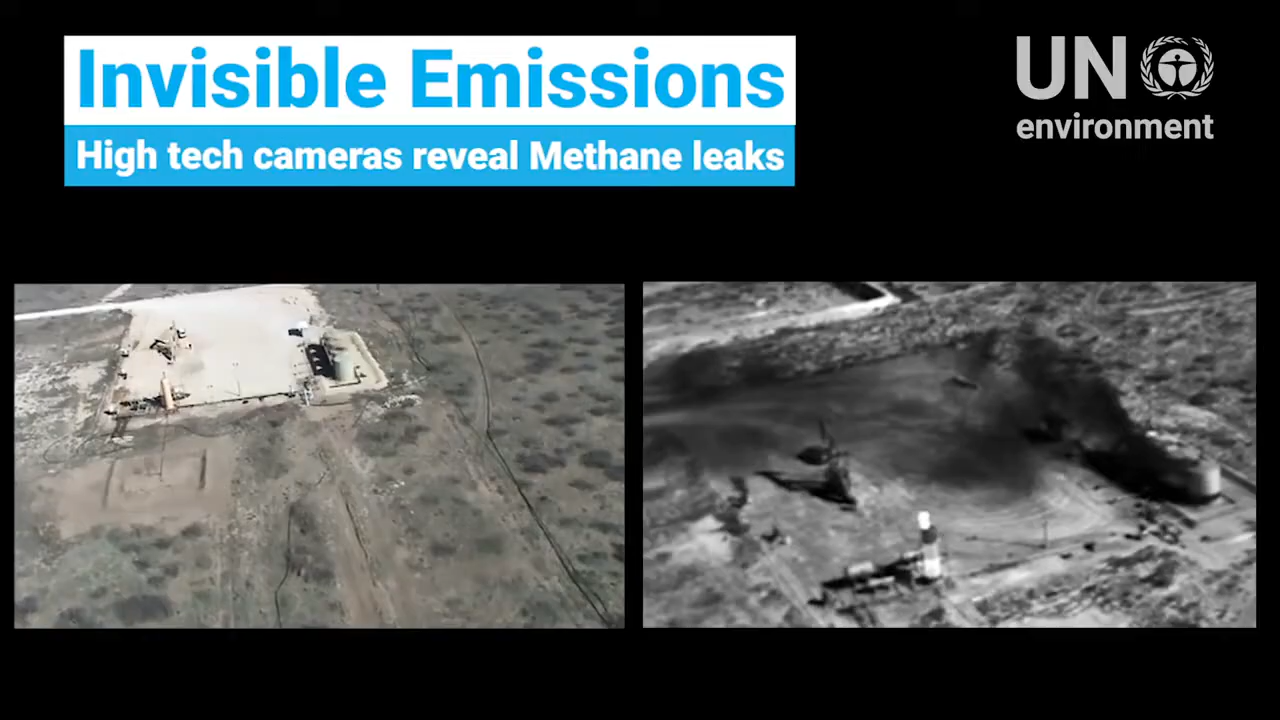 Invisible Emissions
High tech cameras reveal Methane leaks
UN
environment